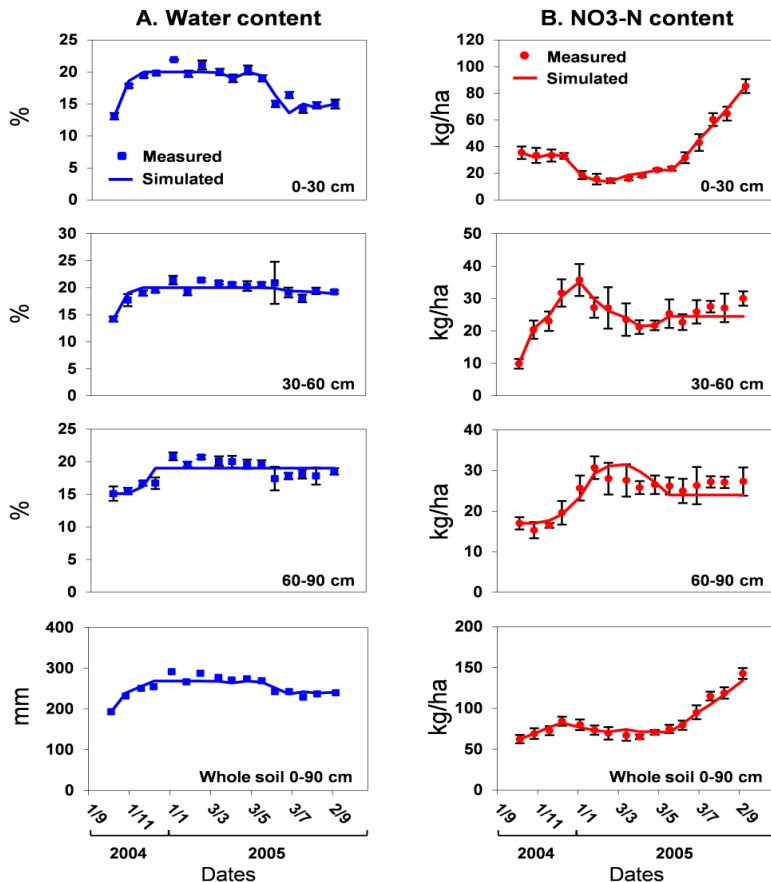 A. Water content
B. NO3-N content
25
20
15
10
5
0
%
Measured
Simulated
0-30 cm
120
100
80
60
40
20
0
kg/ha
Measured
Simulated
0-30 cm
30
25
20
15
10
5
0
%
30-60 cm
50
40
30
20
10
0
kg/ha
30-60 cm
25
20
15
10
5
0
%
60-90 cm
40
30
20
10
0
kg/ha
60-90 cm
400
300
200
100
0
mm
Whole soil 0-90 cm
200
150
100
50
0
kg/ha
Whole soil 0-90 cm
1/9 1/11 1/1 3/3 3/5 3/7 2/9
2004 2005
Dates
1/9 1/11 1/1 3/3 3/5 3/7 2/9
2004 2005
Dates